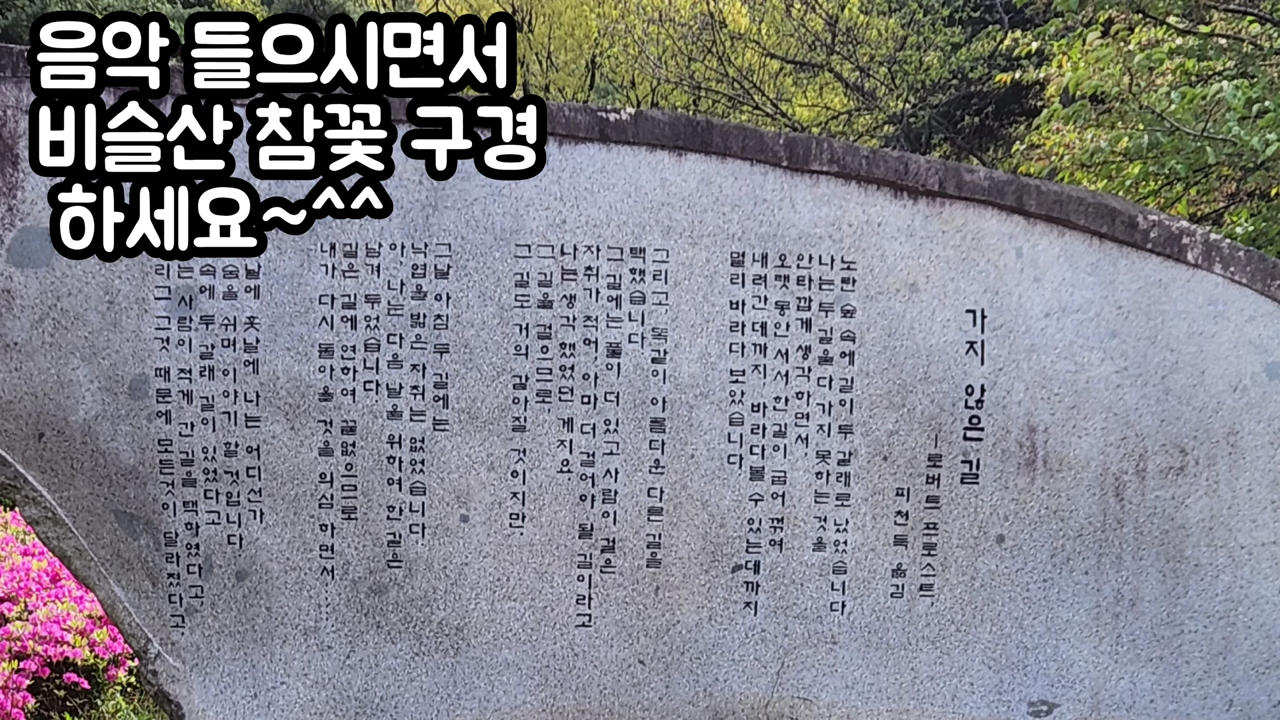 음악 들으시면서
비슬산 참꽃 구경
하세요~^^
가지 않은 길
-로버트 프로스트,
피천득 옮김
노란 숲 속에 길이 두 갈래로 났었습니다
나는 두 길을 다 가지 못하는 것을
안타깝게 생각하면서,
오랫 동안 서서 한 길이 굽어 꺾여
내려간 데까지, 바라다볼 수 있는데까지
멀리 바라다 보았습니다.
그리고, 똑같이 아름다운 다른 길을
택했습니다.
그 길에는 풀이 더 있고 사람이 걸은
자취가 적어, 아마 더 걸어야 될 길이라고
나는 생각했었던 게지요.
그 길을 걸으므로,
그 길도 거의 같아질 것이지만.
그 날 아침 두 길에는
낙엽을 밟은 자취는 없었습니다.
아, 나는 다음 날을 위하여 한 길은
남겨 두었습니다.
길은 길에 연하여 끝없으므로
내가 다시 돌아올 것을 의심하면서……
날에 훗날에 나는 어디선가
숨을 쉬며 이야기 할 것입니다.
속에 두 갈래 길이 있었다고
는 사람이 적게 간 길을 택하였다고,
리고 그것 때문에 모든것이 달라졌다고,